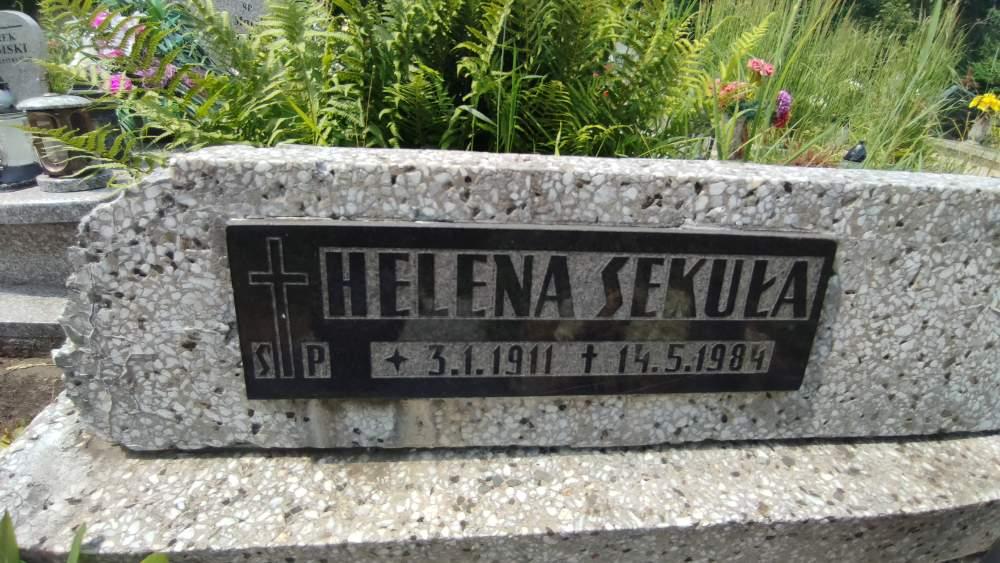 HELENA SEKUŁA
Ś P.
✦ 3.1.1911 † 14.5.1984